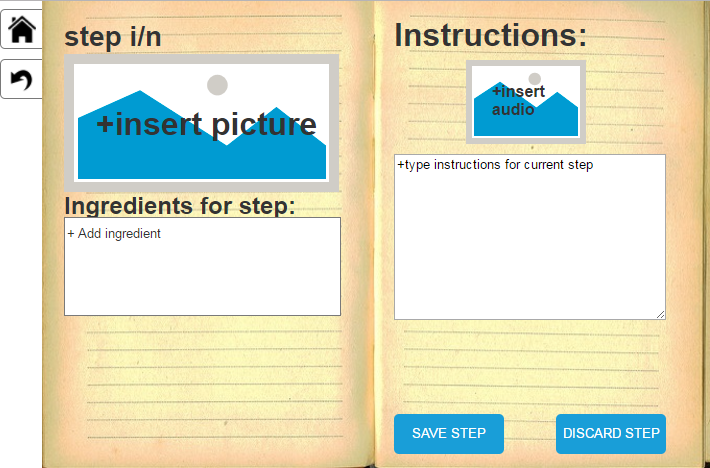 step i/n
+insert picture
Ingredients for step:
+ Add ingredient
Instructions:
+insert
audio
+type instructions for current step
SAVE STEP
DISCARD STEP